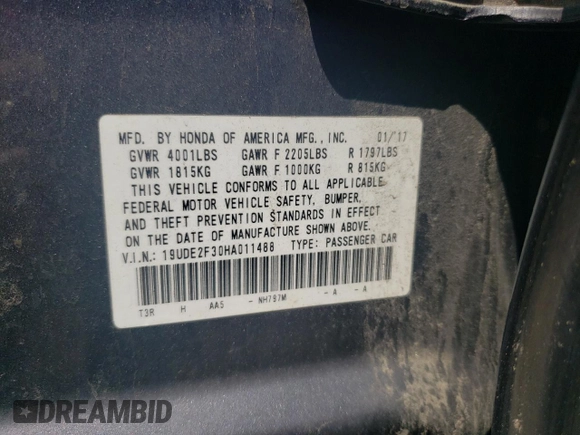 MFD. BY HONDA OF AMERICA MFG., INC. 01/'17
GVWR 4001LBS GAWR F 2205LBS R 1797LBS
GVWR 1815KG GAWR F 1000KG R 815KG
THIS VEHICLE CONFORMS TO ALL APPLICABLE
FEDERAL MOTOR VEHICLE SAFETY, BUMPER,
AND THEFT PREVENTION STANDARDS IN EFFECT
ON THE DATE OF MANUFACTURE SHOWN ABOVE.
V.I.N.: 19UDE2F30HA011488 TYPE: PASSENGER CAR
T3R H AA5 - NH797M - A - A
DREAMBID